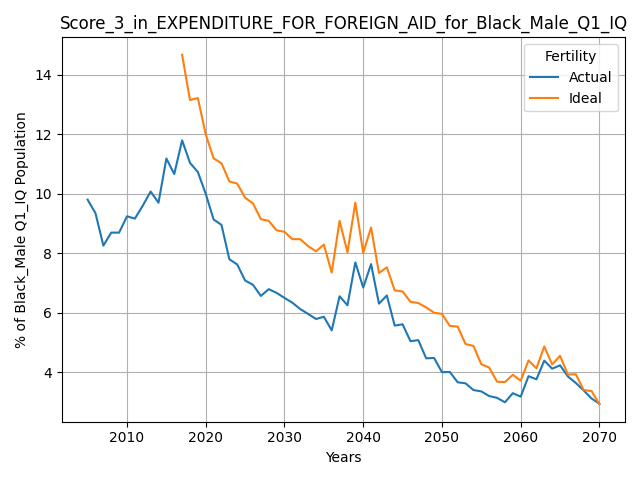 Score_3_in_EXPENDITURE_FOR_FOREIGN_AID_for_Black_Male_Q1_IQ
Fertility
Actual
Ideal
% of Black_Male Q1_IQ Population
14
12
10
8
6
4
2010 2020 2030 2040 2050 2060 2070
Years